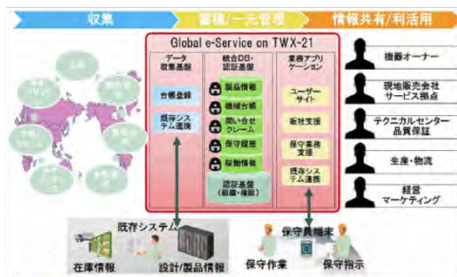 収集
蓄積/一元管理
情報共有/利活用
Global e-Service on TWX-21
データ
収集基盤
台帳登録
既存シス
テム連携
統合DB・
認証基盤
製品情報
機械台帳
問い合せ
クレーム
保守履歴
稼働情報
認証基盤
(組織・権限)
業務アプリ
ケーション
ユーザー
サイト
販社支援
保守業務
支援
既存シス
テム連携
機器オーナー
現地販売会社
サービス拠点
テクニカルセンター
品質保証
生産・物流
経営
マーケティング
既存システム
在庫情報
設計/製品情報
保守員端末
保守作業
保守指示